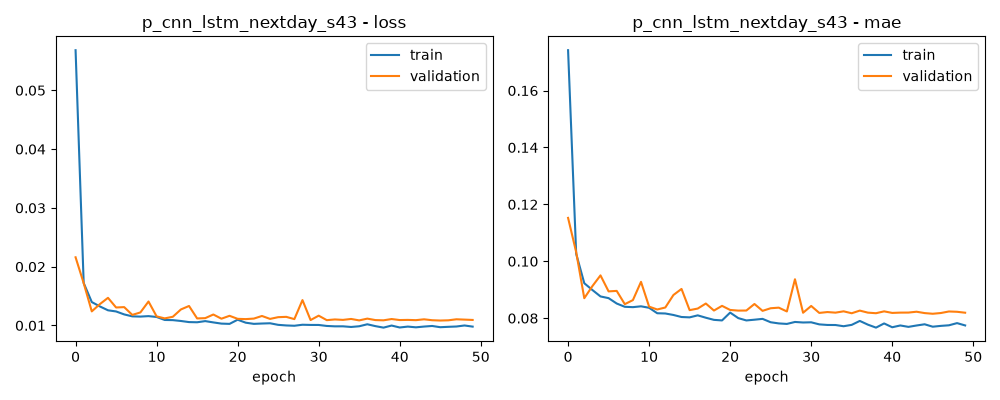 p_cnn_lstm_nextday_s43 - loss
train
validation
0.05
0.04
0.03
0.02
0.01
0 10 20 30 40 50
epoch
p_cnn_lstm_nextday_s43 - mae
train
validation
0.16
0.14
0.12
0.10
0.08
0 10 20 30 40 50
epoch